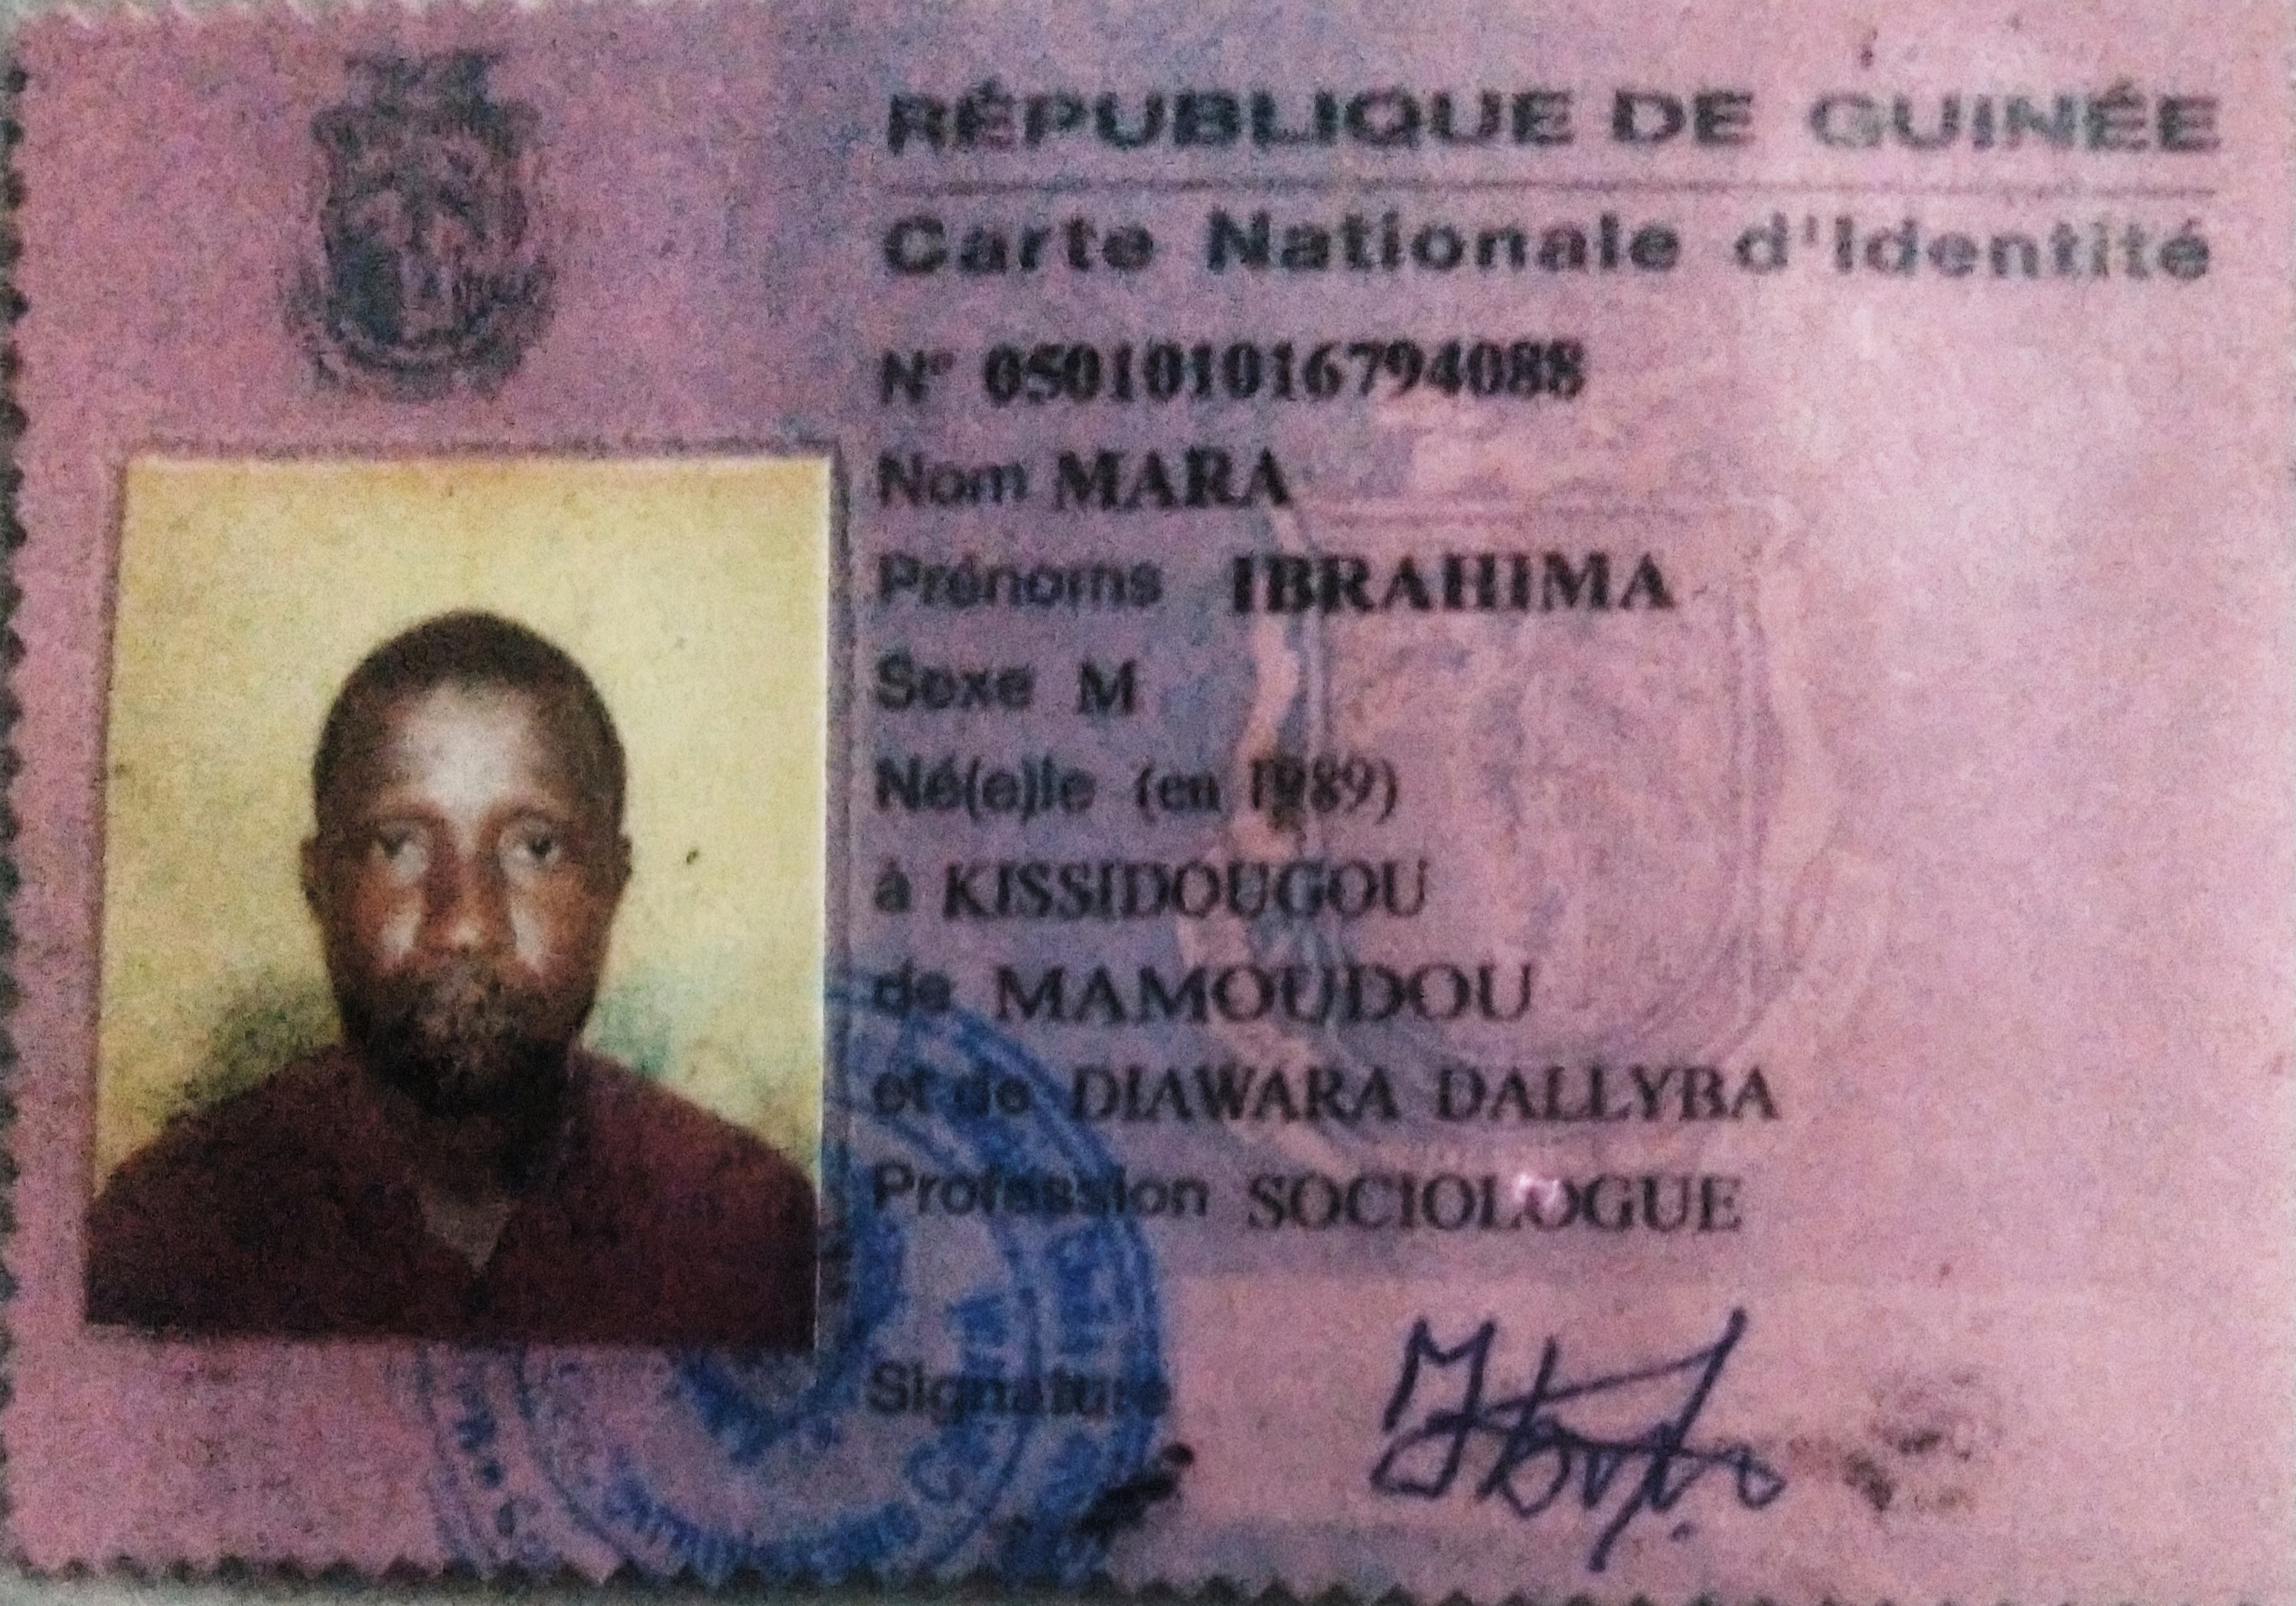 RÉPUBLIQUE DE GUINÉE
Carte Nationale d'Identité
N° 050101016794088
Nom MARA
Prénoms IBRAHIMA
Sexe M
Né(e)le (en 1989)
à KISSIDOUGOU
de MAMOUDOU
et de DIAWARA DALLYBA
Profession SOCIOLOGUE
Signature